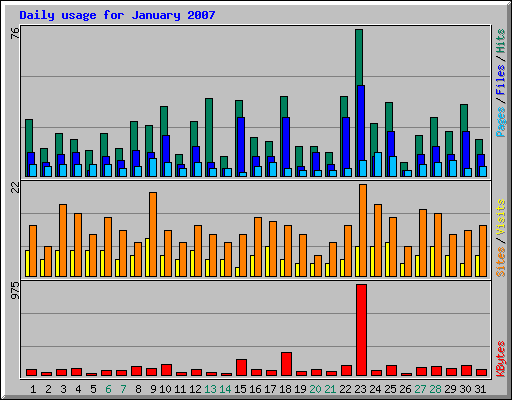 Daily usage for January 2007
76
22
975
Pages / Files / Hits
Sites / Visits
KBytes
1 2 3 4 5 6 7 8 9 10 11 12 13 14 15 16 17 18 19 20 21 22 23 24 25 26 27 28 29 30 31